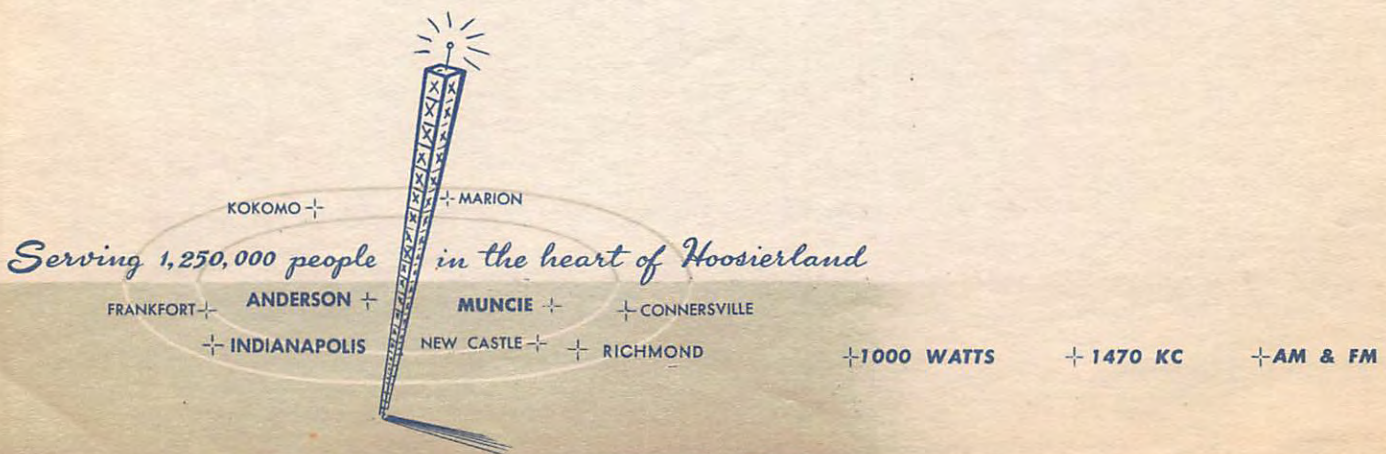 KOKOMO
MARION
Serving 1,250,000 people in the heart of Hoosierland
FRANKFORT
ANDERSON
MUNCIE
CONNERSVILLE
INDIANAPOLIS
NEW CASTLE
RICHMOND
1000 WATTS
1470 KC
AM & FM